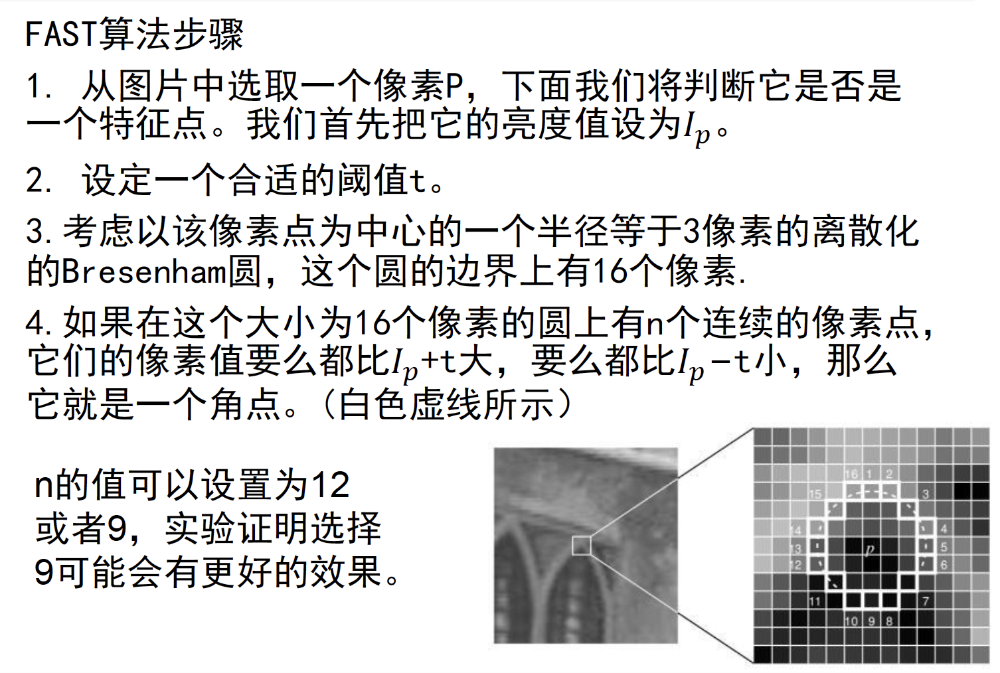 FAST算法步骤
1. 从图片中选取一个像素P，下面我们将判断它是否是
一个特征点。我们首先把它的亮度值设为Iₚ。
2. 设定一个合适的阈值t。
3.考虑以该像素点为中心的一个半径等于3像素的离散化
的Bresenham圆，这个圆的边界上有16个像素.
4.如果在这个大小为16个像素的圆上有n个连续的像素点，
它们的像素值要么都比Iₚ+t大，要么都比Iₚ−t小，那么
它就是一个角点。(白色虚线所示）
n的值可以设置为12
或者9，实验证明选择
9可能会有更好的效果。
16 1 2
15 3
14 4
13 p 5
12 6
11 7
10 9 8